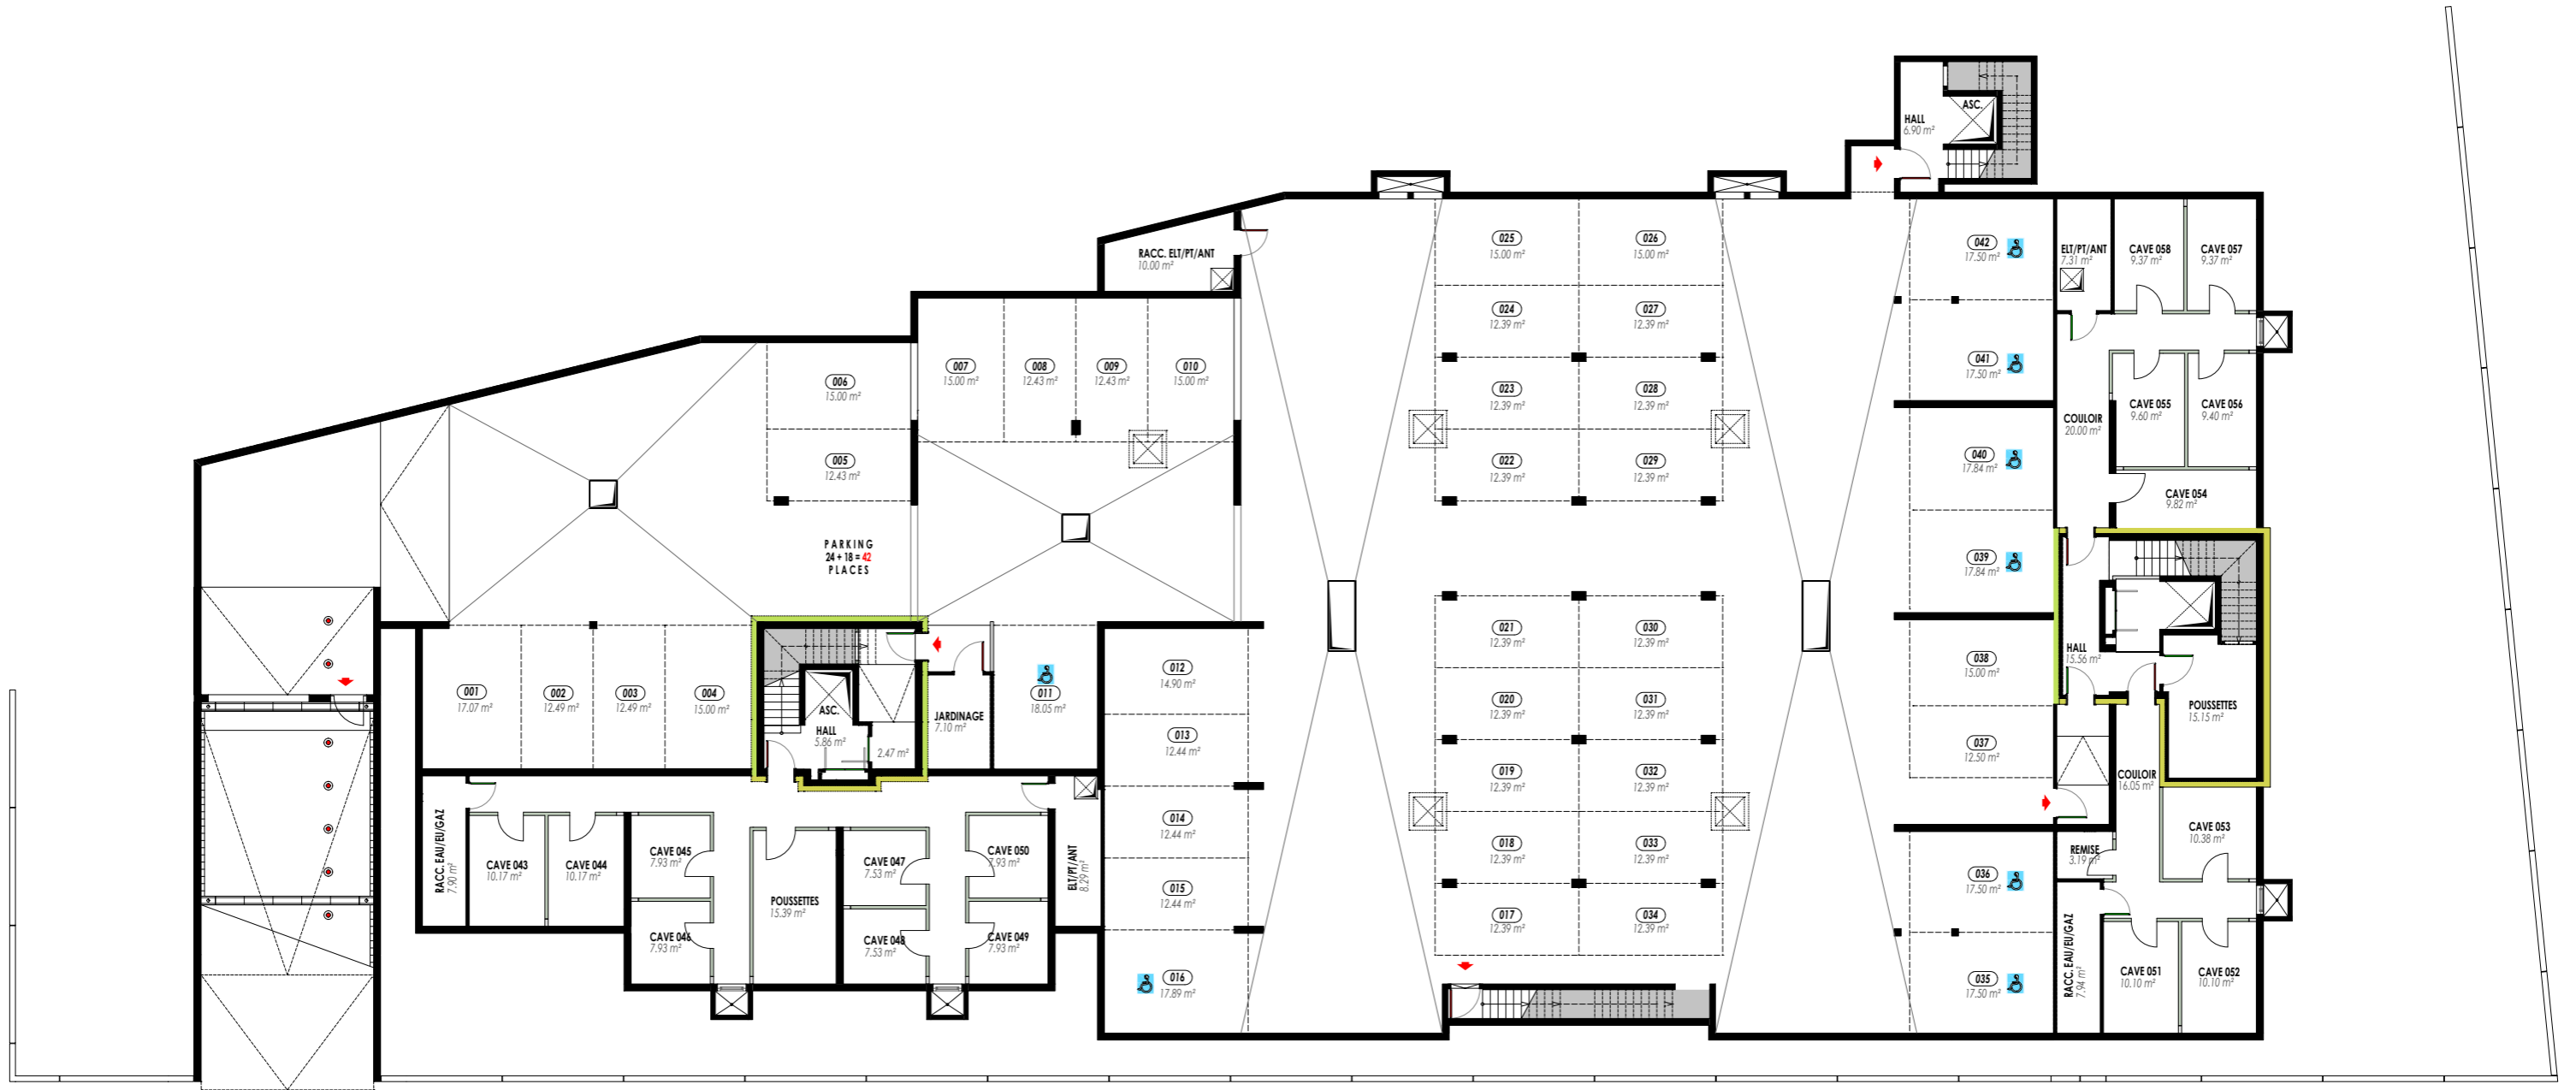 ASC.
HALL
6.90 m²
RACC. ELT/PT/ANT
10.00 m²
025
15.00 m²
026
15.00 m²
042
17.50 m²
ELT/PT/ANT
7.31 m²
CAVE 058
9.37 m²
CAVE 057
9.37 m²
024
12.39 m²
027
12.39 m²
041
17.50 m²
006
15.00 m²
007
15.00 m²
008
12.43 m²
009
12.43 m²
010
15.00 m²
023
12.39 m²
028
12.39 m²
COULOIR
20.00 m²
CAVE 055
9.60 m²
CAVE 056
9.40 m²
005
12.43 m²
022
12.39 m²
029
12.39 m²
040
17.84 m²
CAVE 054
9.82 m²
PARKING
24 + 18 = 42
PLACES
039
17.84 m²
021
12.39 m²
030
12.39 m²
038
15.00 m²
HALL
15.56 m²
001
17.07 m²
002
12.49 m²
003
12.49 m²
004
15.00 m²
ASC.
HALL
5.86 m²
2.47 m²
JARDINAGE
7.10 m²
011
18.05 m²
012
14.90 m²
013
12.44 m²
020
12.39 m²
031
12.39 m²
037
12.50 m²
POUSSETTES
15.15 m²
019
12.39 m²
032
12.39 m²
COULOIR
16.05 m²
014
12.44 m²
018
12.39 m²
033
12.39 m²
CAVE 053
10.38 m²
REMISE
3.19 m²
RACC. EAU/EU/GAZ
7.90 m²
CAVE 043
10.17 m²
CAVE 044
10.17 m²
CAVE 045
7.93 m²
CAVE 047
7.53 m²
CAVE 050
7.93 m²
ELT/PT/ANT
8.29 m²
015
12.44 m²
036
17.50 m²
POUSSETTES
15.39 m²
017
12.39 m²
034
12.39 m²
CAVE 046
7.93 m²
CAVE 048
7.53 m²
CAVE 049
7.93 m²
016
17.89 m²
035
17.50 m²
RACC. EAU/EU/GAZ
7.94 m²
CAVE 051
10.10 m²
CAVE 052
10.10 m²